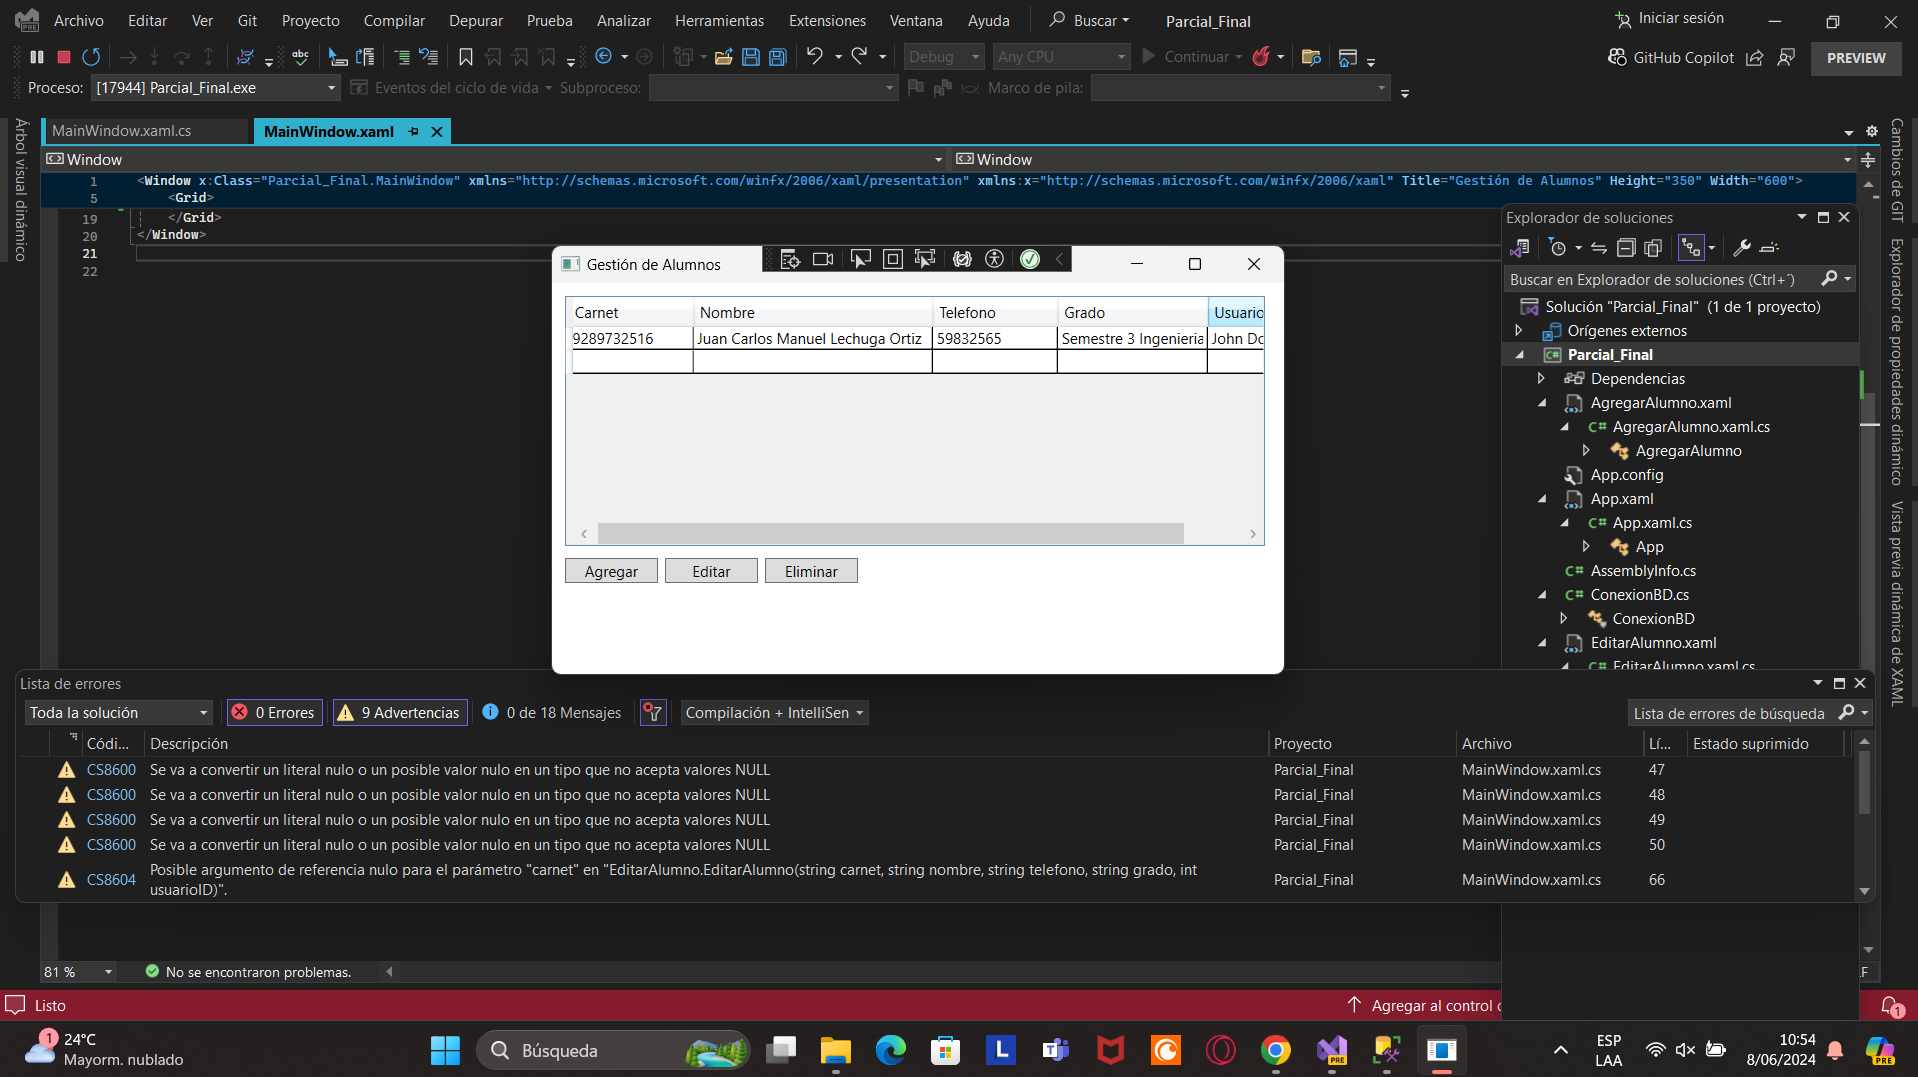 Archivo Editar Ver Git Proyecto Compilar Depurar Prueba Analizar Herramientas Extensiones Ventana Ayuda Buscar Parcial_Final Iniciar sesión
Debug Any CPU Continuar GitHub Copilot PREVIEW
Proceso: [17944] Parcial_Final.exe Eventos del ciclo de vida Subproceso: Marco de pila:
Árbol visual dinámico
MainWindow.xaml.cs MainWindow.xaml
Window Window
1 <Window x:Class="Parcial_Final.MainWindow" xmlns="http://schemas.microsoft.com/winfx/2006/xaml/presentation" xmlns:x="http://schemas.microsoft.com/winfx/2006/xaml" Title="Gestión de Alumnos" Height="350" Width="600">
5 <Grid>
19 </Grid>
20 </Window>
21
22
Gestión de Alumnos
Carnet Nombre Telefono Grado Usuario
9289732516 Juan Carlos Manuel Lechuga Ortiz 59832565 Semestre 3 Ingenieria John Do
Agregar Editar Eliminar
Explorador de soluciones
Buscar en Explorador de soluciones (Ctrl+´)
Solución "Parcial_Final" (1 de 1 proyecto)
Orígenes externos
Parcial_Final
Dependencias
AgregarAlumno.xaml
C# AgregarAlumno.xaml.cs
AgregarAlumno
App.config
App.xaml
C# App.xaml.cs
App
C# AssemblyInfo.cs
C# ConexionBD.cs
ConexionBD
EditarAlumno.xaml
C# EditarAlumno.xaml.cs
Cambios de GIT
Explorador de propiedades dinámico
Vista previa dinámica de XAML
Lista de errores
Toda la solución 0 Errores 9 Advertencias 0 de 18 Mensajes Compilación + IntelliSen Lista de errores de búsqueda
Códi... Descripción Proyecto Archivo Lí... Estado suprimido
CS8600 Se va a convertir un literal nulo o un posible valor nulo en un tipo que no acepta valores NULL Parcial_Final MainWindow.xaml.cs 47
CS8600 Se va a convertir un literal nulo o un posible valor nulo en un tipo que no acepta valores NULL Parcial_Final MainWindow.xaml.cs 48
CS8600 Se va a convertir un literal nulo o un posible valor nulo en un tipo que no acepta valores NULL Parcial_Final MainWindow.xaml.cs 49
CS8600 Se va a convertir un literal nulo o un posible valor nulo en un tipo que no acepta valores NULL Parcial_Final MainWindow.xaml.cs 50
CS8604 Posible argumento de referencia nulo para el parámetro "carnet" en "EditarAlumno.EditarAlumno(string carnet, string nombre, string telefono, string grado, int
usuarioID)". Parcial_Final MainWindow.xaml.cs 66
81 % No se encontraron problemas.
Listo Agregar al control 1
1 24°C
Mayorm. nublado
Búsqueda
ESP
LAA
10:54
8/06/2024